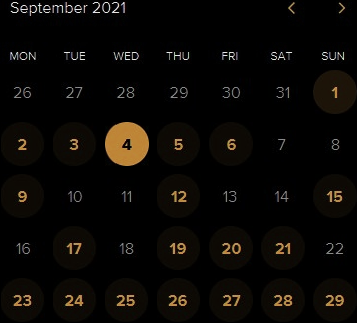 September 2021
MON TUE WED THU FRI SAT SUN
26 27 28 29 30 31 1
2 3 4 5 6 7 8
9 10 11 12 13 14 15
16 17 18 19 20 21 22
23 24 25 26 27 28 29